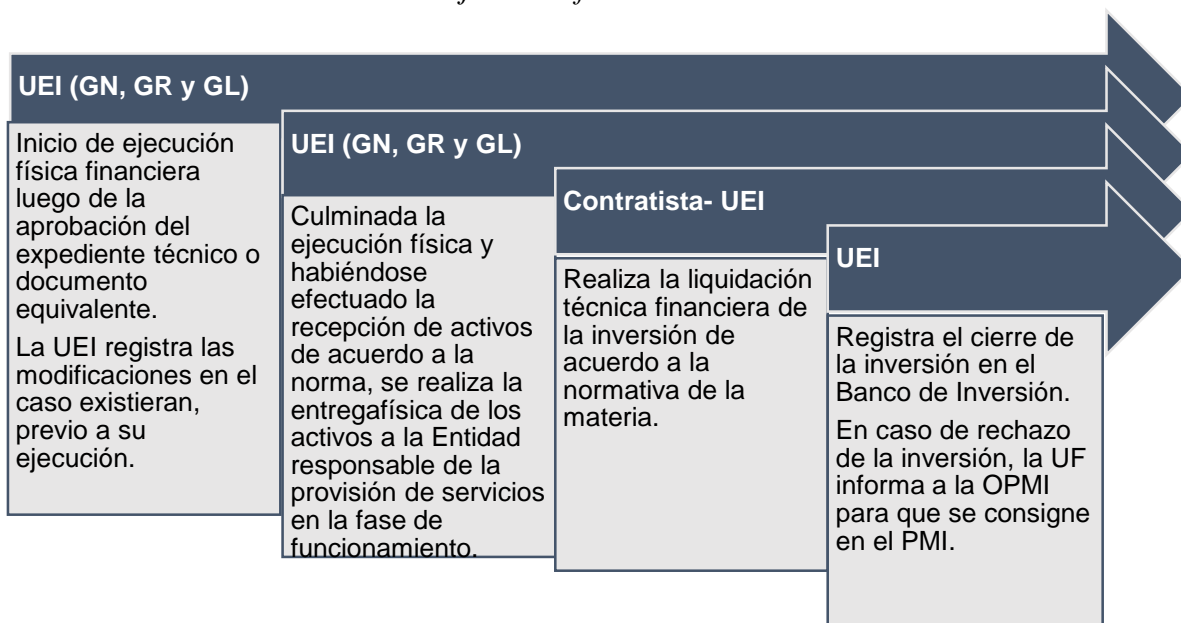 UEI (GN, GR y GL)
Inicio de ejecución
física financiera
luego de la
aprobación del
expediente técnico o
documento
equivalente.
La UEI registra las
modificaciones en el
caso existieran,
previo a su
ejecución.
UEI (GN, GR y GL)
Culminada la
ejecución física y
habiéndose
efectuado la
recepción de activos
de acuerdo a la
norma, se realiza la
entregafísica de los
activos a la Entidad
responsable de la
provisión de servicios
en la fase de
funcionamiento.
Contratista- UEI
Realiza la liquidación
técnica financiera de
la inversión de
acuerdo a la
normativa de la
materia.
UEI
Registra el cierre de
la inversión en el
Banco de Inversión.
En caso de rechazo
de la inversión, la UF
informa a la OPMI
para que se consigne
en el PMI.